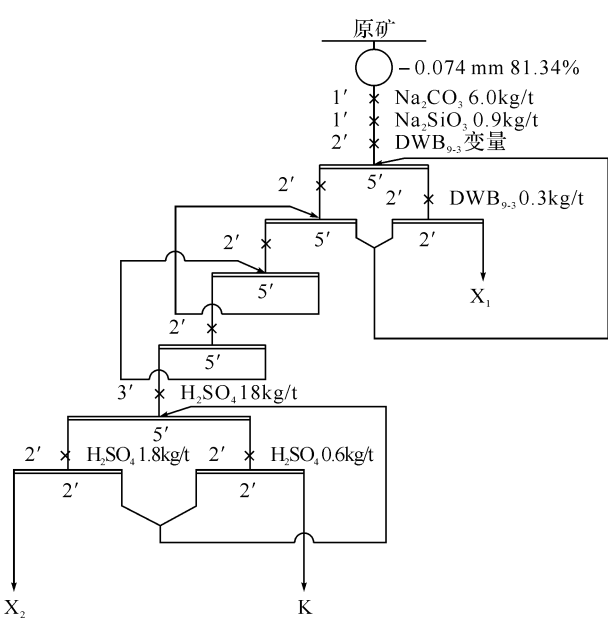 原矿
−0.074 mm 81.34%
1′ Na₂CO₃ 6.0kg/t
1′ Na₂SiO₃ 0.9kg/t
2′ DWB₉₋₃变量
5′
2′
2′ DWB₉₋₃ 0.3kg/t
5′
2′
2′
X₁
5′
2′
5′
3′ H₂SO₄ 18kg/t
5′
2′ H₂SO₄ 1.8kg/t
2′ H₂SO₄ 0.6kg/t
2′
2′
X₂
K